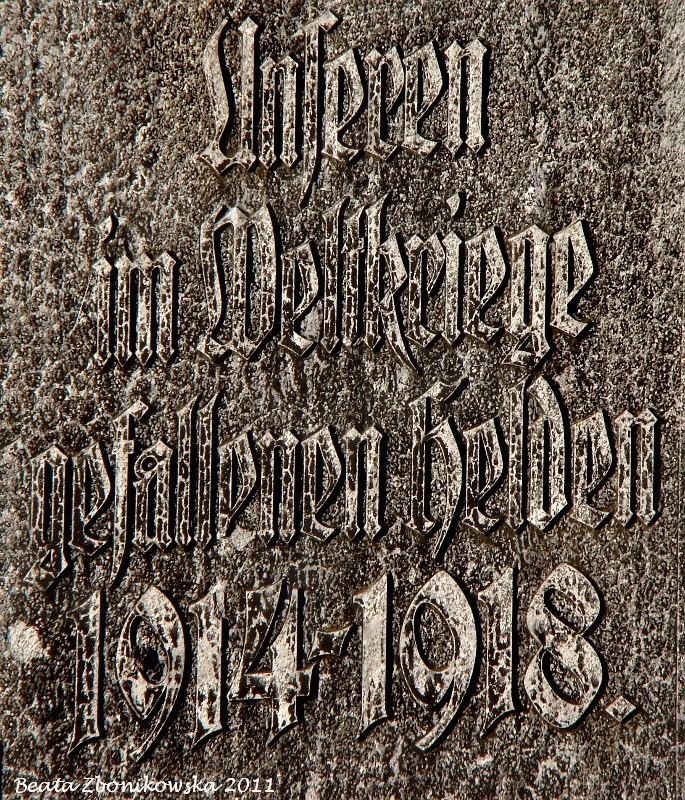 Unseren
im Weltkriege
gefallenen Helden
1914-1918.
Beata Zbonikowska 2011